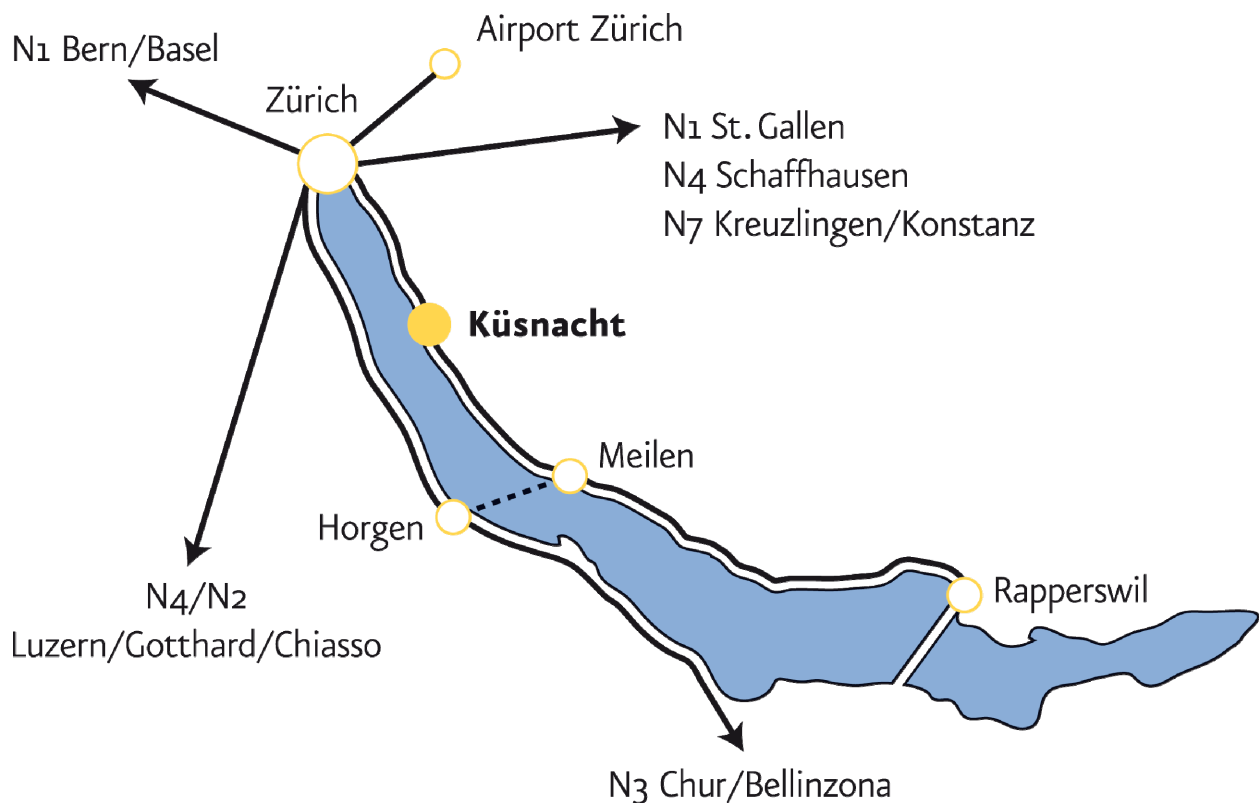 Airport Zürich
N1 Bern/Basel
Zürich
N1 St. Gallen
N4 Schaffhausen
N7 Kreuzlingen/Konstanz
Küsnacht
Meilen
Horgen
Rapperswil
N4/N2
Luzern/Gotthard/Chiasso
N3 Chur/Bellinzona